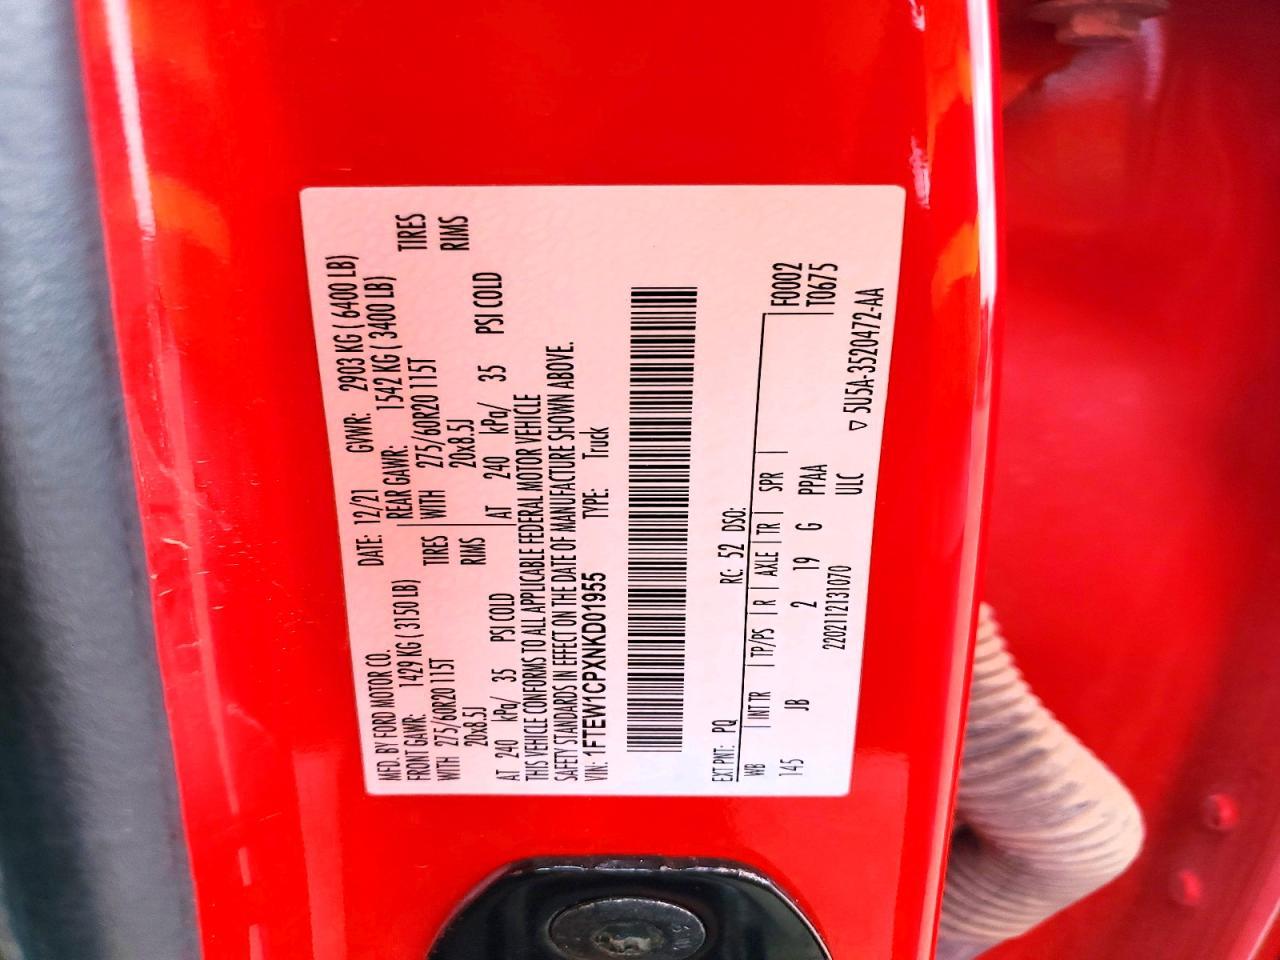 MFD. BY FORD MOTOR CO.
DATE: 12/21 GVWR: 2903 KG ( 6400 LB)
FRONT GAWR: 1429 KG ( 3150 LB)
REAR GAWR: 1542 KG ( 3400 LB)
WITH 275/60R20 115T TIRES
WITH 275/60R20 115T TIRES
20x8.5J RIMS
20x8.5J RIMS
AT 240 kPa/ 35 PSI COLD
AT 240 kPa/ 35 PSI COLD
THIS VEHICLE CONFORMS TO ALL APPLICABLE FEDERAL MOTOR VEHICLE
SAFETY STANDARDS IN EFFECT ON THE DATE OF MANUFACTURE SHOWN ABOVE.
VIN: 1FTEW1CPXNKD01955 TYPE: Truck
EXT PNT: PQ RC: 52 DSO:
WB INT TR TP/PS R AXLE TR SPR F0002
145 JB 2 19 G PPAA T0675
2202112131070 ULC
▽ 5U5A-3520472-AA